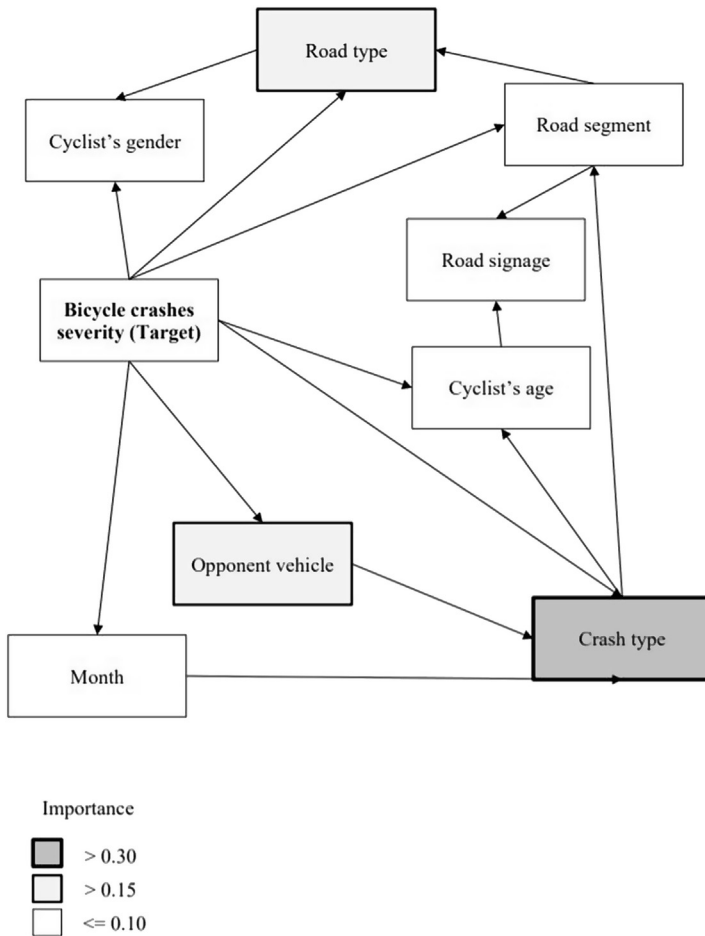 Road type
Cyclist’s gender
Road segment
Road signage
Bicycle crashes
severity (Target)
Cyclist’s age
Opponent vehicle
Crash type
Month
Importance
> 0.30
> 0.15
<= 0.10